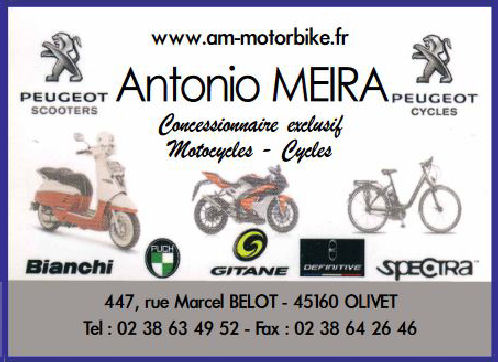 www.am-motorbike.fr
PEUGEOT
SCOOTERS
Antonio MEIRA
PEUGEOT
CYCLES
Concessionnaire exclusif
Motocycles - Cycles
Bianchi
PUCH
GITANE
DEFINITIVE
SPECTRA
447, rue Marcel BELOT - 45160 OLIVET
Tel : 02 38 63 49 52 - Fax : 02 38 64 26 46